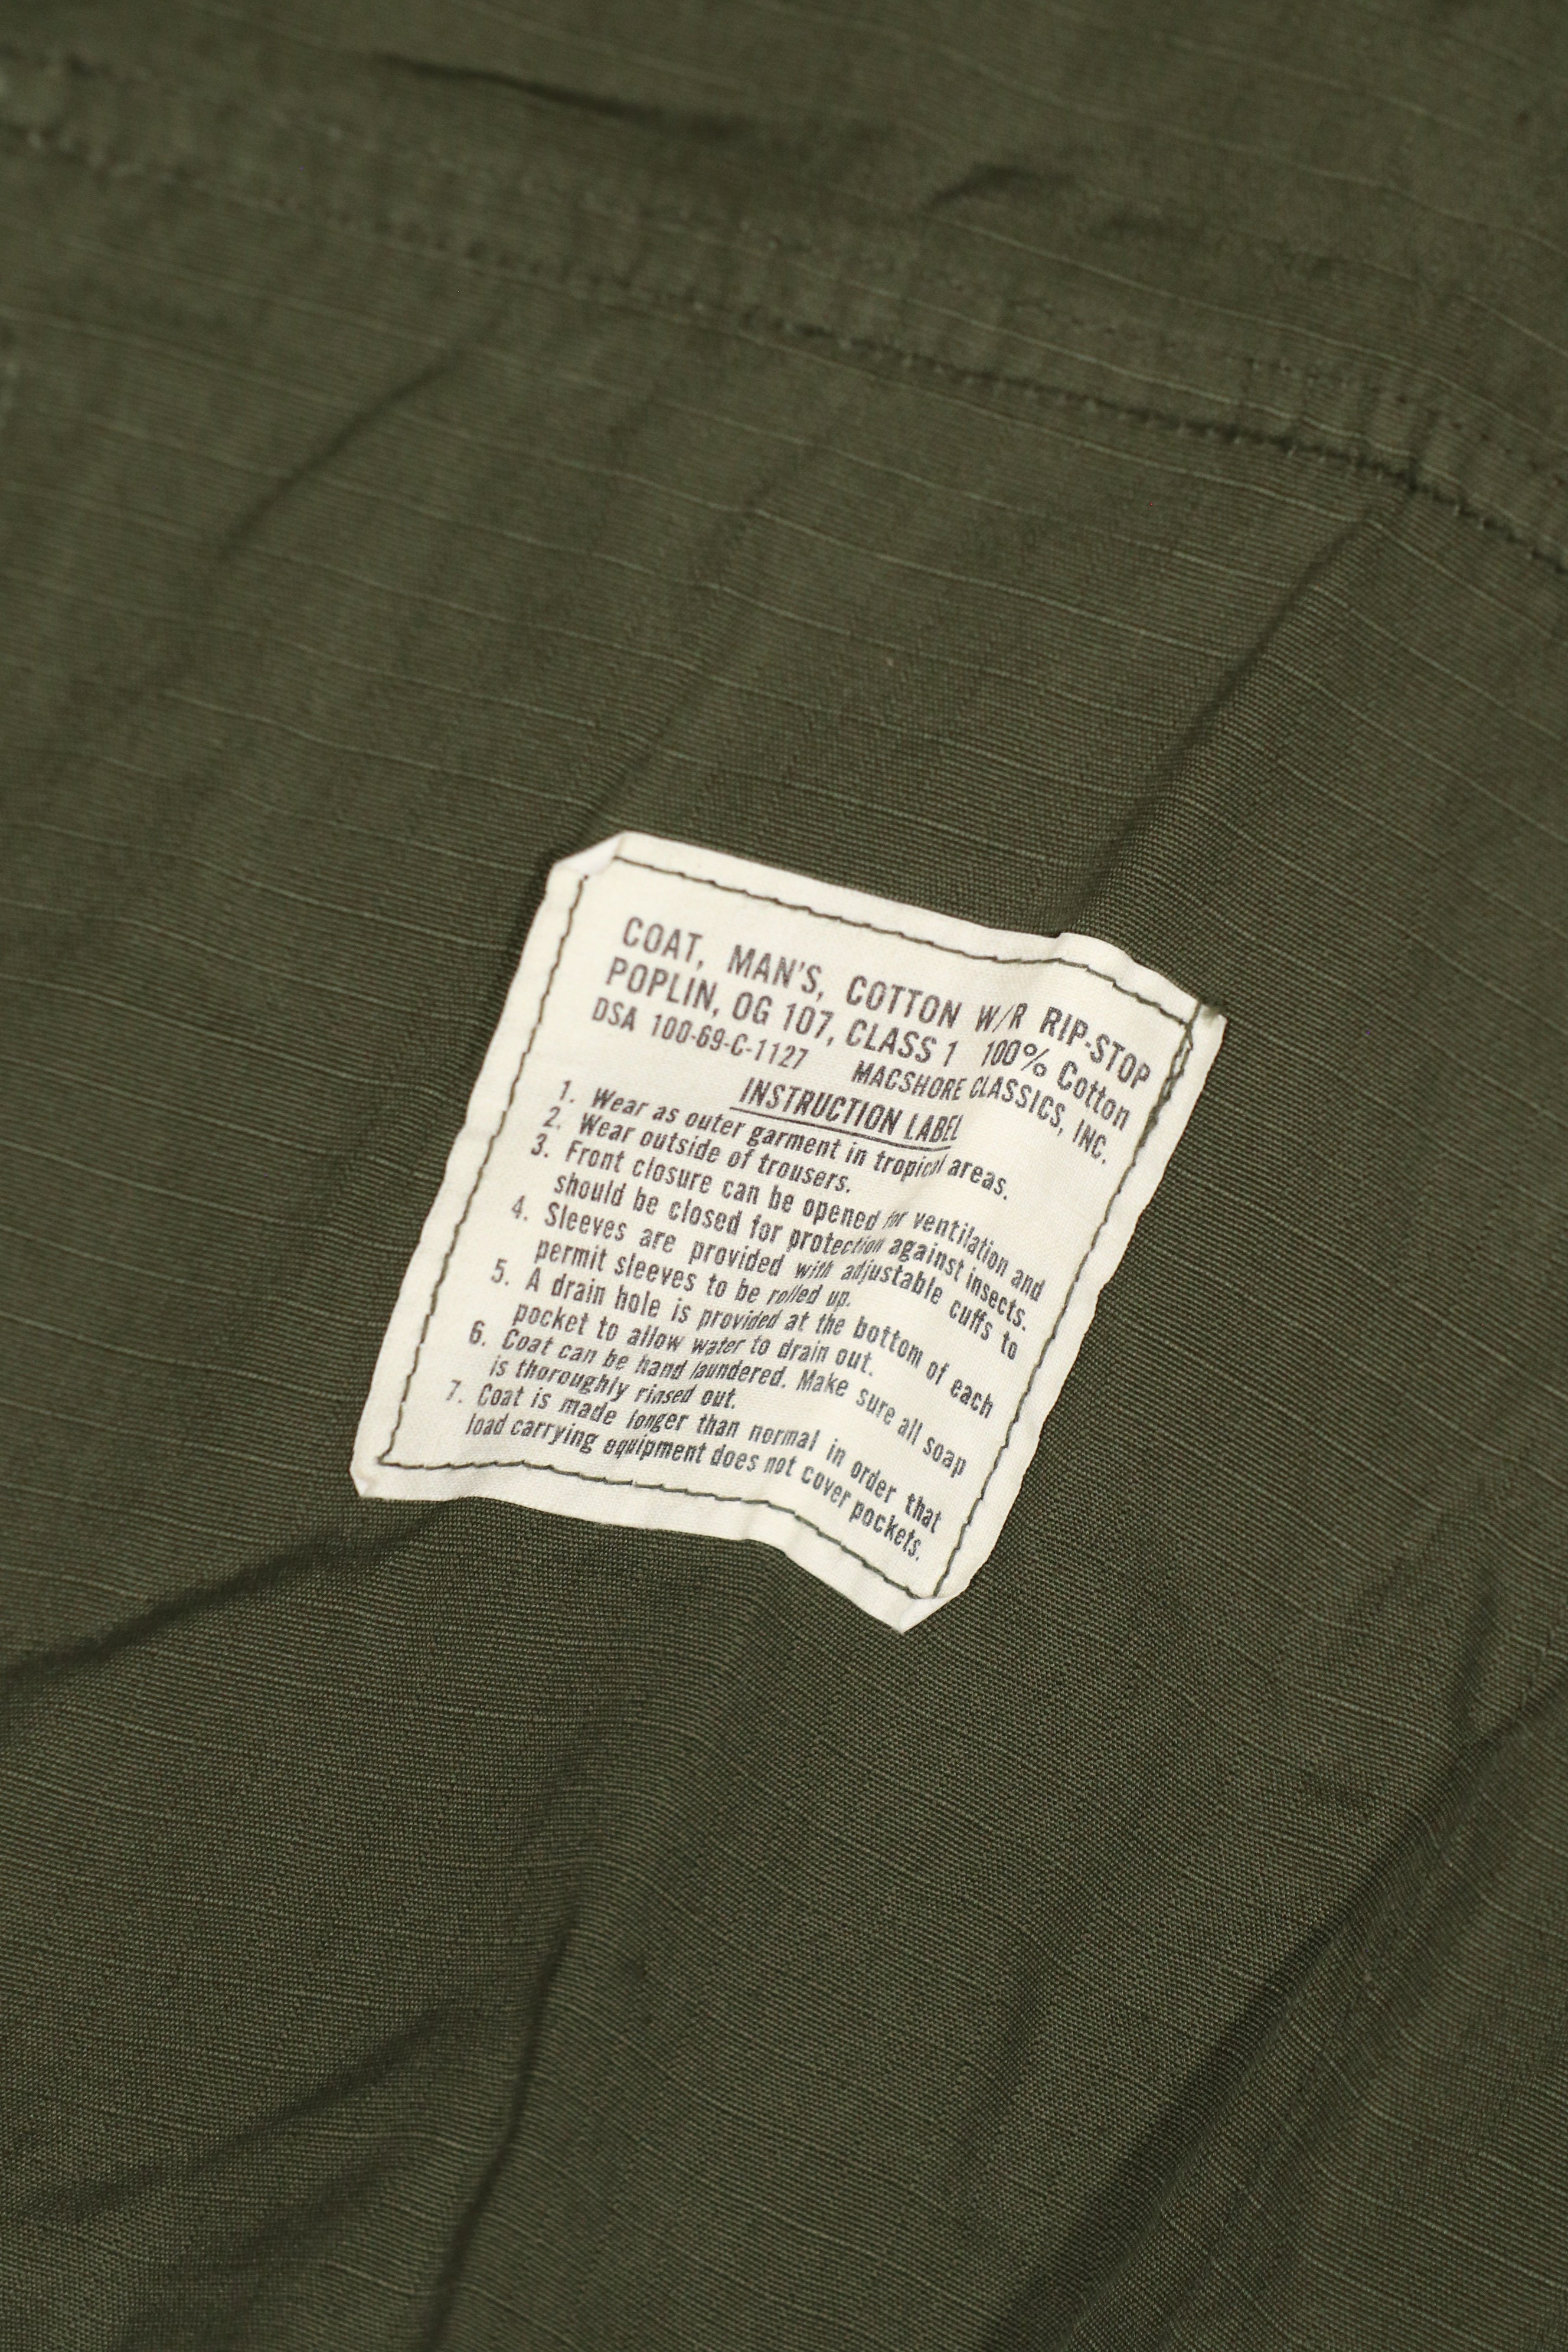 COAT, MAN'S, COTTON W/R RIP-STOP
POPLIN, OG 107, CLASS 1 100% Cotton
DSA 100-69-C-1127 MACSHORE CLASSICS, INC.
INSTRUCTION LABEL
1. Wear as outer garment in tropical areas.
2. Wear outside of trousers.
3. Front closure can be opened for ventilation and
should be closed for protection against insects.
4. Sleeves are provided with adjustable cuffs to
permit sleeves to be rolled up.
5. A drain hole is provided at the bottom of each
pocket to allow water to drain out.
6. Coat can be hand laundered. Make sure all soap
is thoroughly rinsed out.
7. Coat is made longer than normal in order that
load carrying equipment does not cover pockets.